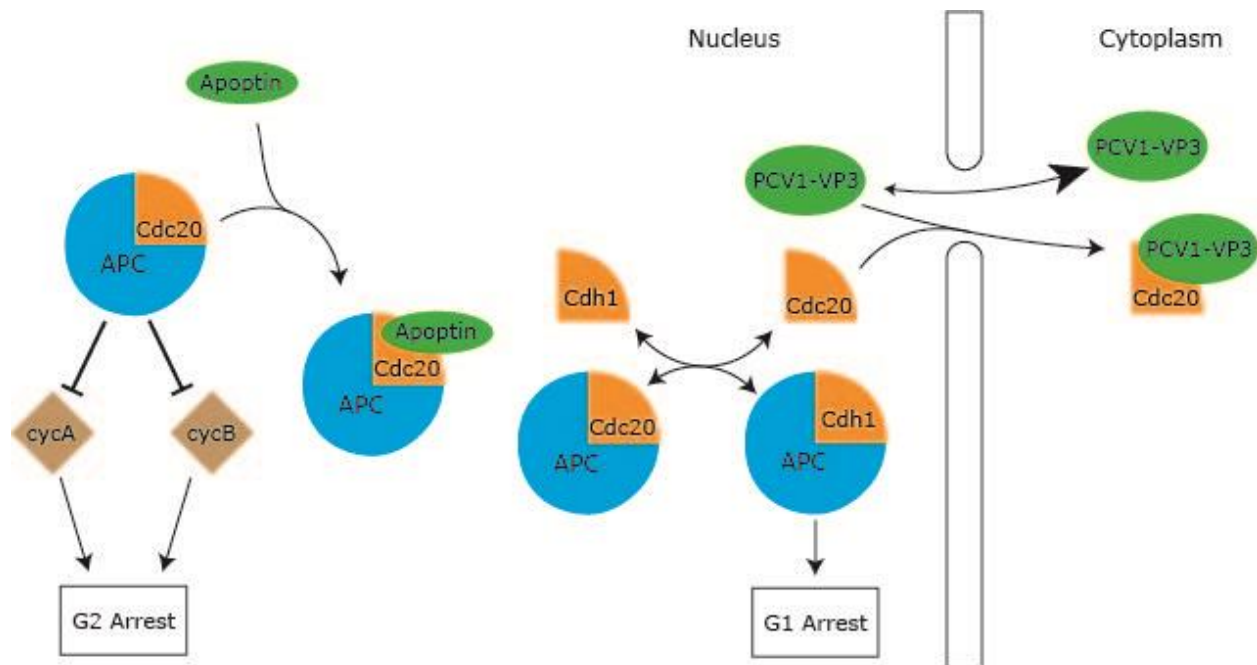 Nucleus
Cytoplasm
Apoptin
PCV1-VP3
PCV1-VP3
Cdc20
APC
PCV1-VP3
Cdc20
Cdh1
Cdc20
Apoptin
Cdc20
APC
cycA
cycB
Cdc20
APC
Cdh1
APC
G2 Arrest
G1 Arrest